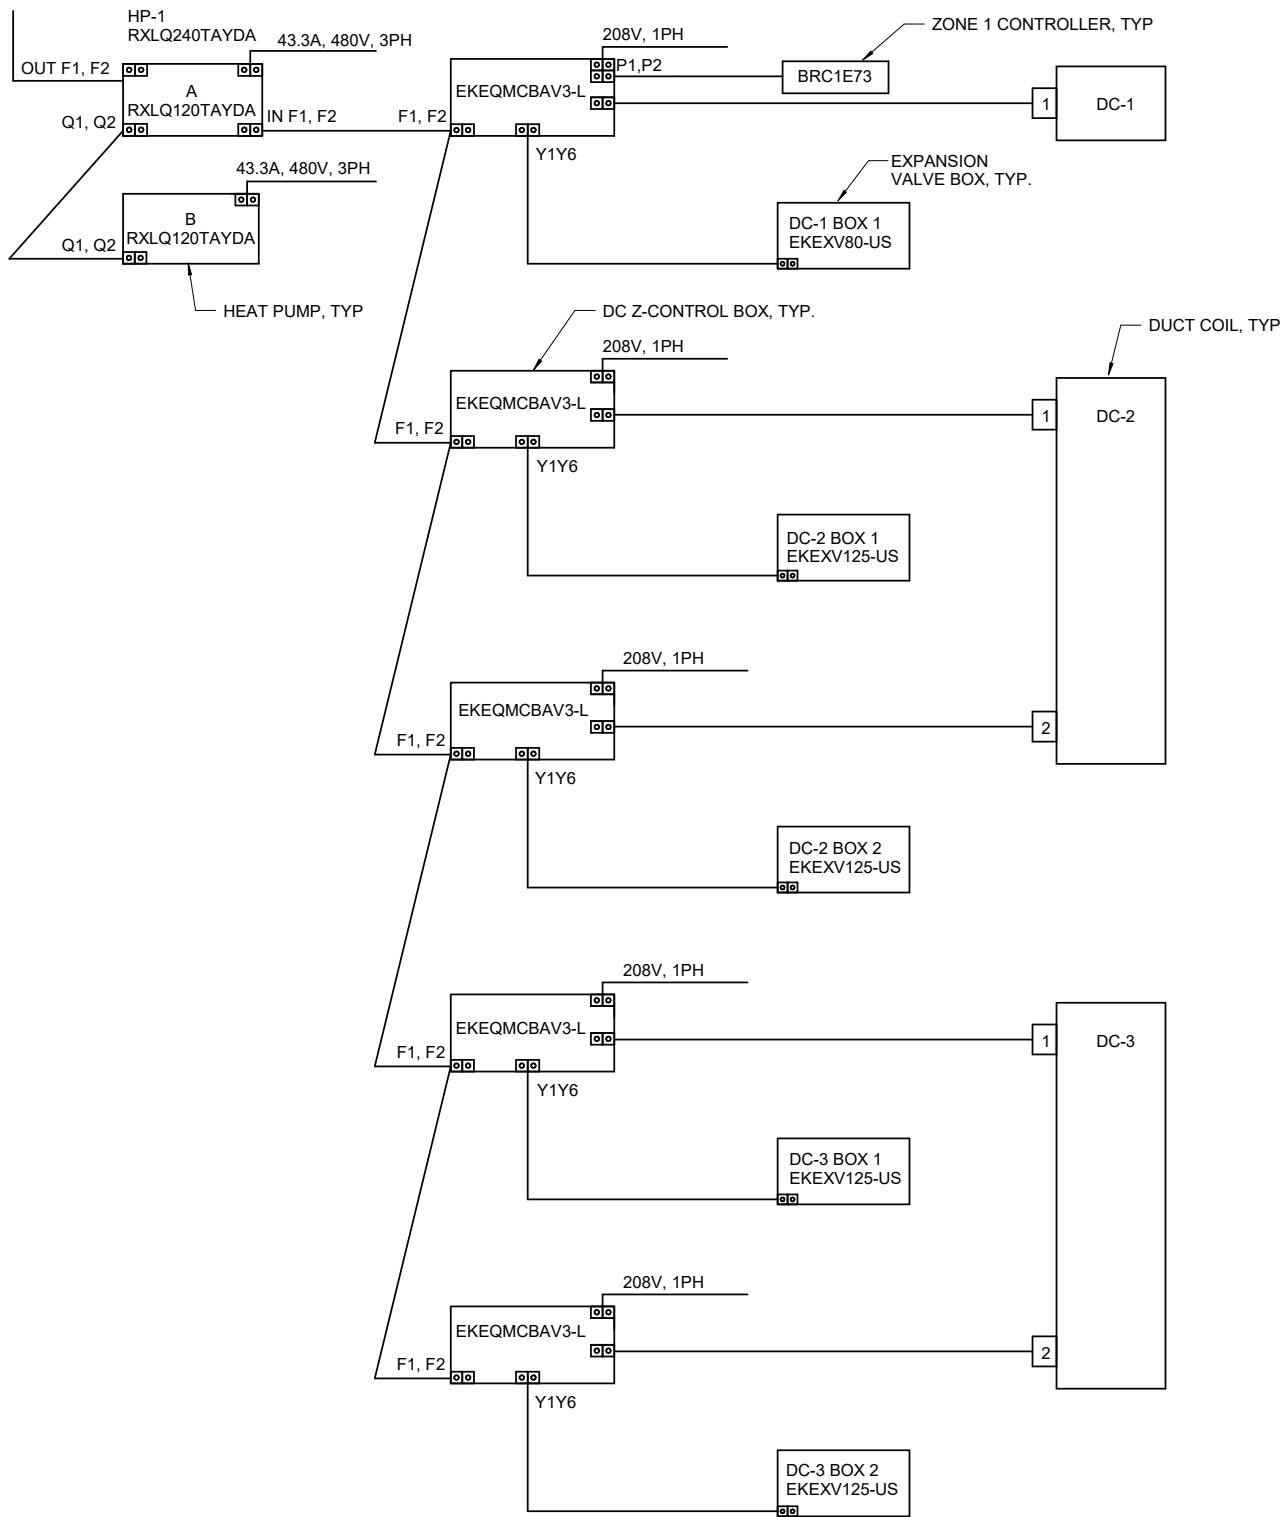 HP-1
RXLQ240TAYDA
43.3A, 480V, 3PH
OUT F1, F2
A
RXLQ120TAYDA
Q1, Q2
IN F1, F2
43.3A, 480V, 3PH
B
RXLQ120TAYDA
Q1, Q2
HEAT PUMP, TYP
208V, 1PH
ZONE 1 CONTROLLER, TYP
P1,P2
BRC1E73
EKEQMCBAV3-L
F1, F2
Y1Y6
1
DC-1
EXPANSION
VALVE BOX, TYP.
DC-1 BOX 1
EKEXV80-US
DC Z-CONTROL BOX, TYP.
DUCT COIL, TYP
208V, 1PH
EKEQMCBAV3-L
F1, F2
Y1Y6
1
DC-2
DC-2 BOX 1
EKEXV125-US
208V, 1PH
EKEQMCBAV3-L
F1, F2
Y1Y6
2
DC-2 BOX 2
EKEXV125-US
208V, 1PH
EKEQMCBAV3-L
F1, F2
Y1Y6
1
DC-3
DC-3 BOX 1
EKEXV125-US
208V, 1PH
EKEQMCBAV3-L
F1, F2
Y1Y6
2
DC-3 BOX 2
EKEXV125-US